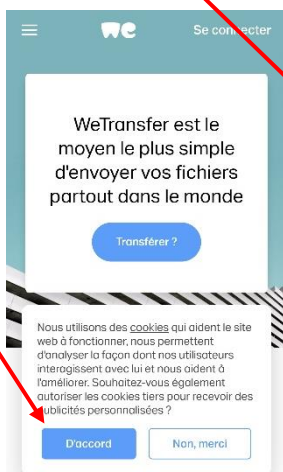 we
Se connecter
WeTransfer est le
moyen le plus simple
d'envoyer vos fichiers
partout dans le monde
Transférer ?
Nous utilisons des cookies qui aident le site
web à fonctionner, nous permettent
d'analyser la façon dont nos utilisateurs
interagissent avec lui et nous aident à
l'améliorer. Souhaitez-vous également
autoriser les cookies tiers pour recevoir des
publicités personnalisées ?
D'accord
Non, merci